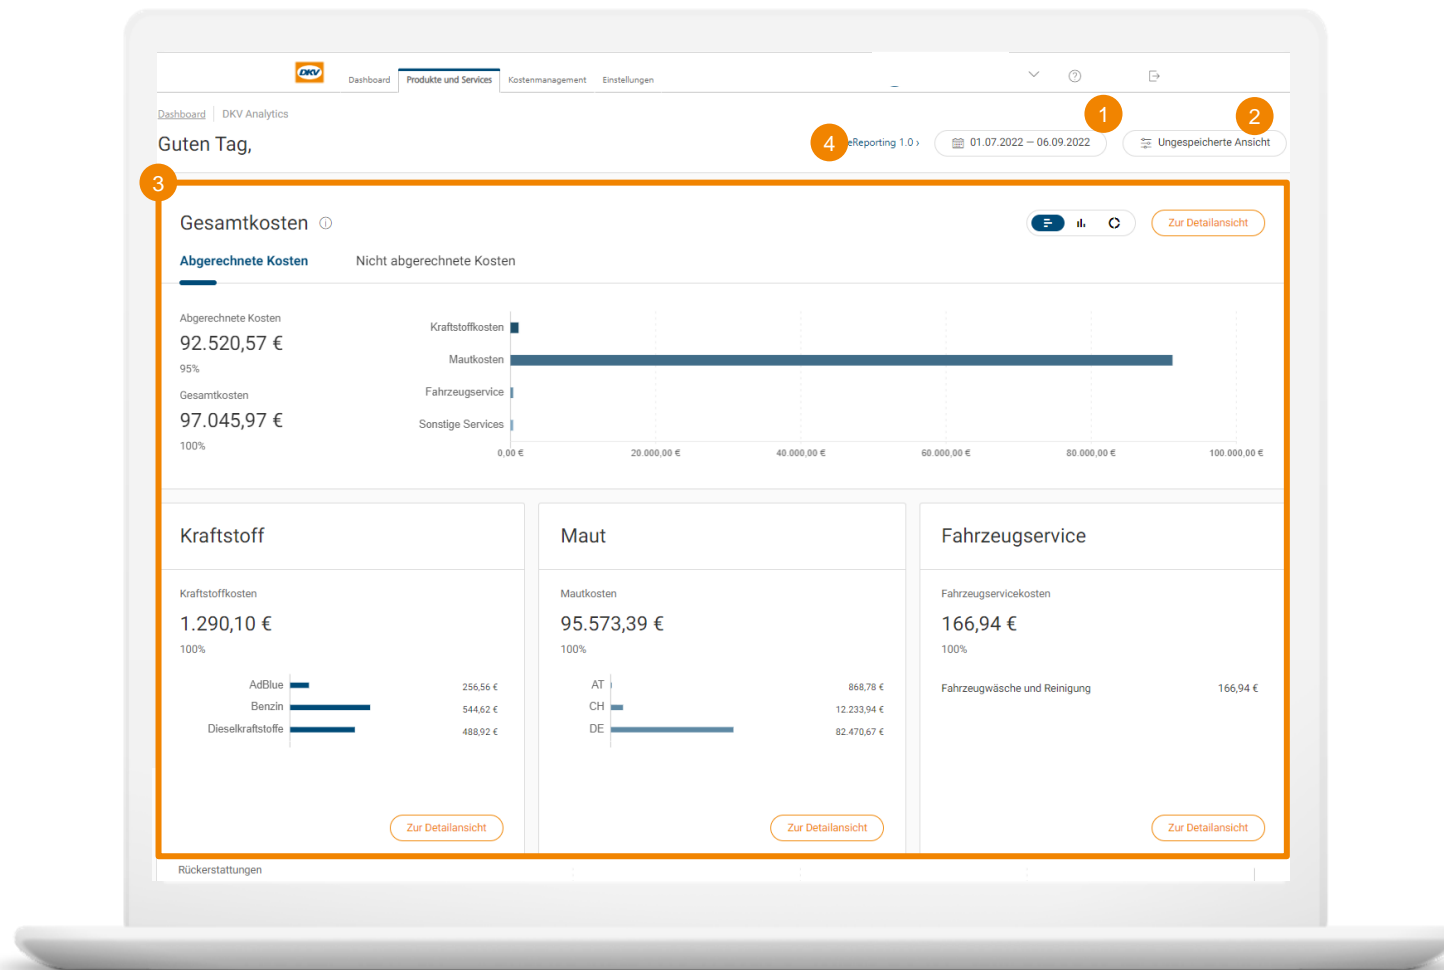 DKV
Dashboard Produkte und Services Kostenmanagement Einstellungen
Dashboard DKV Analytics
1
2
Guten Tag,
4 eReporting 1.0 › 01.07.2022 – 06.09.2022 Ungespeicherte Ansicht
3
Gesamtkosten
Zur Detailansicht
Abgerechnete Kosten Nicht abgerechnete Kosten
Abgerechnete Kosten
92.520,57 €
95%
Gesamtkosten
97.045,97 €
100%
Kraftstoffkosten
Mautkosten
Fahrzeugservice
Sonstige Services
0,00 € 20.000,00 € 40.000,00 € 60.000,00 € 80.000,00 € 100.000,00 €
Kraftstoff
Kraftstoffkosten
1.290,10 €
100%
AdBlue 256,56 €
Benzin 544,62 €
Dieselkraftstoffe 488,92 €
Zur Detailansicht
Maut
Mautkosten
95.573,39 €
100%
AT 868,78 €
CH 12.233,94 €
DE 82.470,67 €
Zur Detailansicht
Fahrzeugservice
Fahrzeugservicekosten
166,94 €
100%
Fahrzeugwäsche und Reinigung 166,94 €
Zur Detailansicht
Rückerstattungen